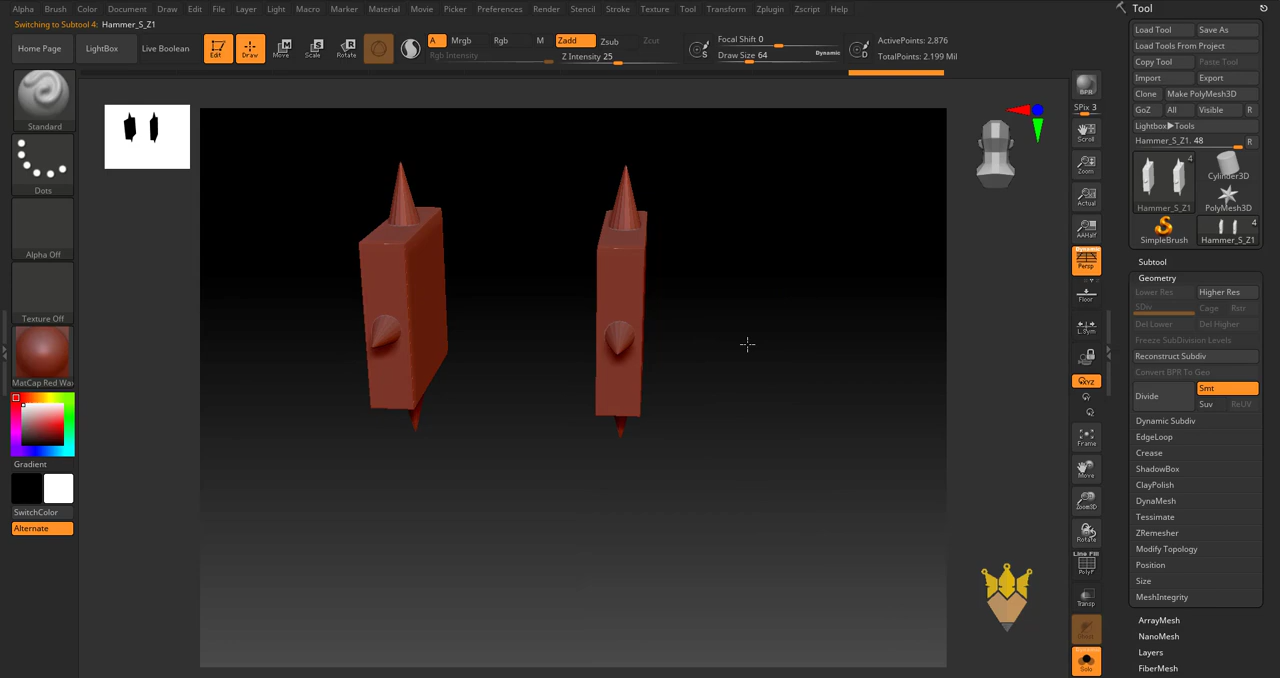 Alpha Brush Color Document Draw Edit File Layer Light Macro Marker Material Movie Picker Preferences Render Stencil Stroke Texture Tool Transform Zplugin Zscript Help
Switching to Subtool 4: Hammer_S_Z1
Home Page
LightBox
Live Boolean
Edit
Draw
Move
Scale
Rotate
A
Mrgb
Rgb
M
Rgb Intensity
Zadd
Zsub
Zcut
Z Intensity 25
S
Focal Shift 0
Draw Size 64
Dynamic
D
ActivePoints: 2,876
TotalPoints: 2.199 Mil
Standard
Dots
Alpha Off
Texture Off
MatCap Red Wax
Gradient
SwitchColor
Alternate
BPR
SPix 3
Scroll
Zoom
Actual
AAHalf
Dynamic
Persp
Floor
L.Sym
XYZ
Frame
Move
Zoom3D
Rotate
Line Fill
PolyF
Transp
Solo
Tool
Load Tool
Save As
Load Tools From Project
Copy Tool
Paste Tool
Import
Export
Clone
Make PolyMesh3D
GoZ
All
Visible
R
Lightbox▶Tools
Hammer_S_Z1. 48
R
4
Cylinder3D
Hammer_S_Z1
PolyMesh3D
SimpleBrush
4
Hammer_S_Z1
Subtool
Geometry
Lower Res
Higher Res
SDiv
Cage
Rstr
Del Lower
Del Higher
Freeze SubDivision Levels
Reconstruct Subdiv
Convert BPR To Geo
Divide
Smt
Suv
ReUV
Dynamic Subdiv
EdgeLoop
Crease
ShadowBox
ClayPolish
DynaMesh
Tessimate
ZRemesher
Modify Topology
Position
Size
MeshIntegrity
ArrayMesh
NanoMesh
Layers
FiberMesh